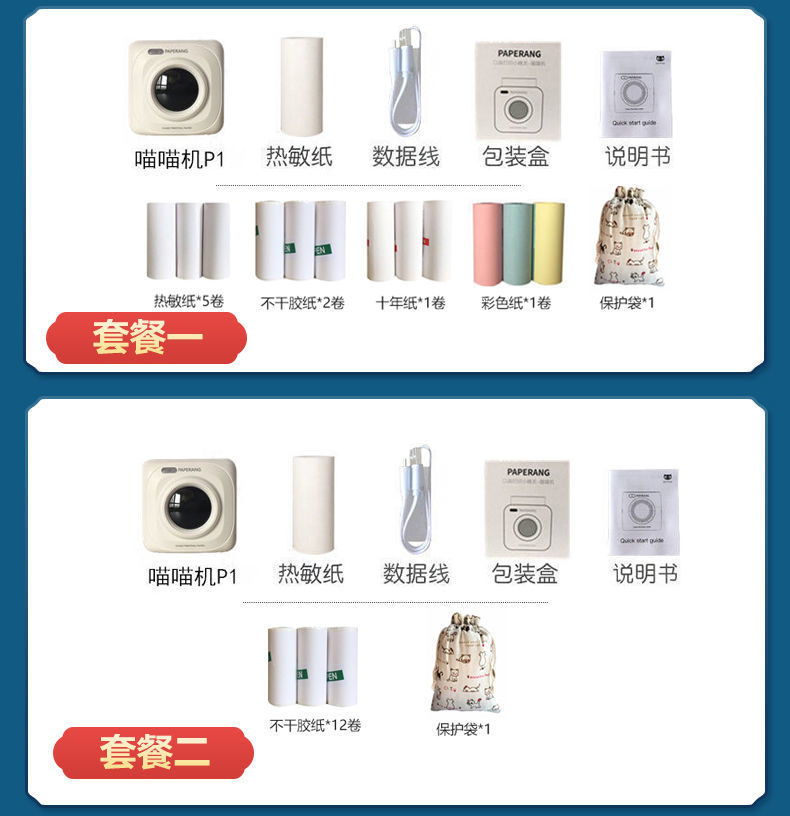 PAPERANG
PAPERANG
Quick start guide
喵喵机P1
热敏纸
数据线
包装盒
说明书
PEN
热敏纸*5卷
不干胶纸*2卷
十年纸*1卷
彩色纸*1卷
保护袋*1
套餐一
PAPERANG
PAPERANG
Quick start guide
喵喵机P1
热敏纸
数据线
包装盒
说明书
PEN
不干胶纸*12卷
保护袋*1
套餐二